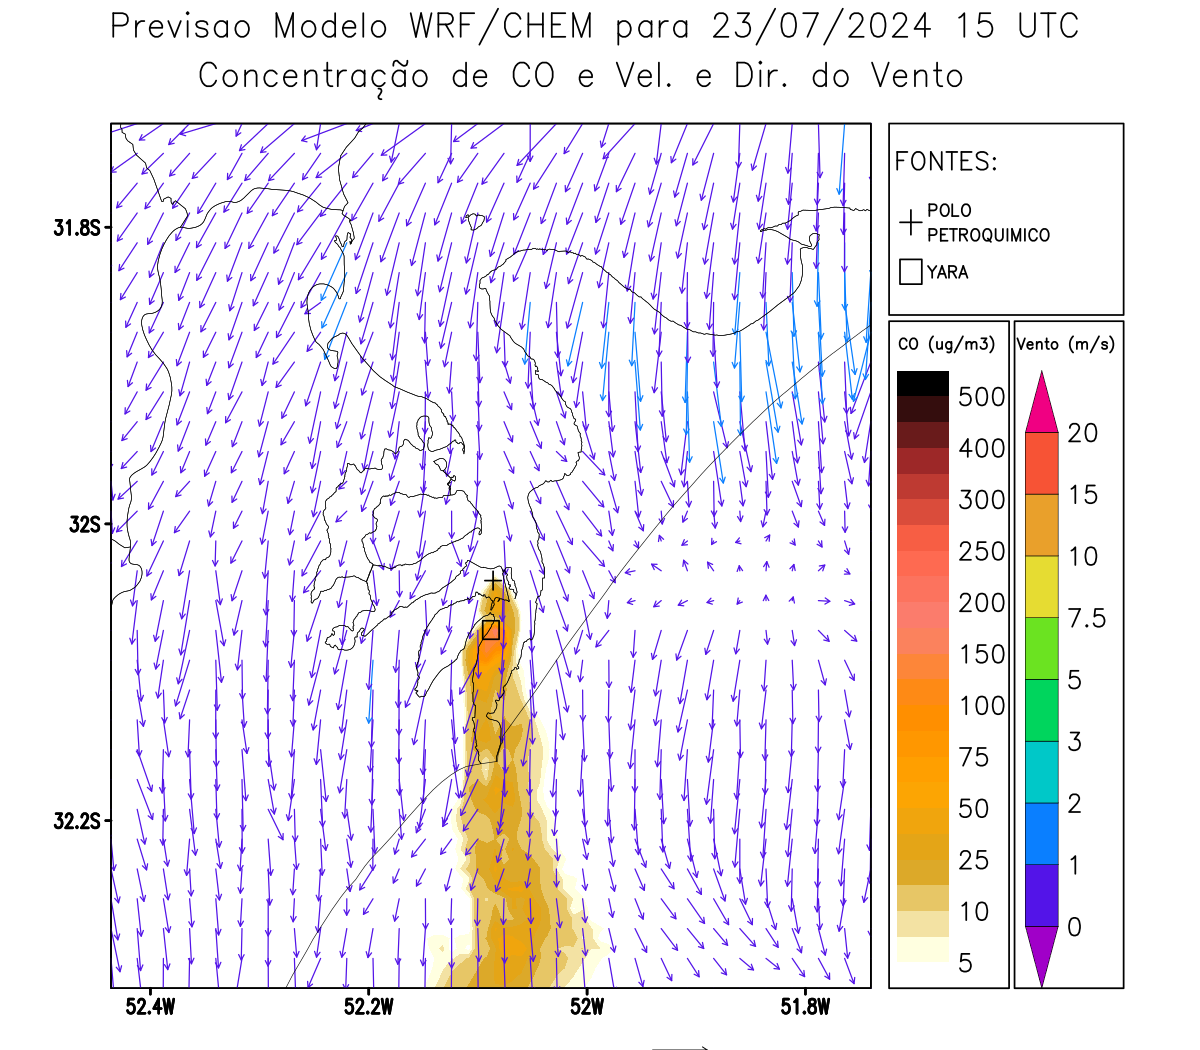 Previsao Modelo WRF/CHEM para 23/07/2024 15 UTC
Concentração de CO e Vel. e Dir. do Vento
FONTES:
POLO
PETROQUIMICO
YARA
CO (ug/m3)
500
400
300
250
200
150
100
75
50
25
10
5
Vento (m/s)
20
15
10
7.5
5
3
2
1
0
31.8S
32S
32.2S
52.4W
52.2W
52W
51.8W